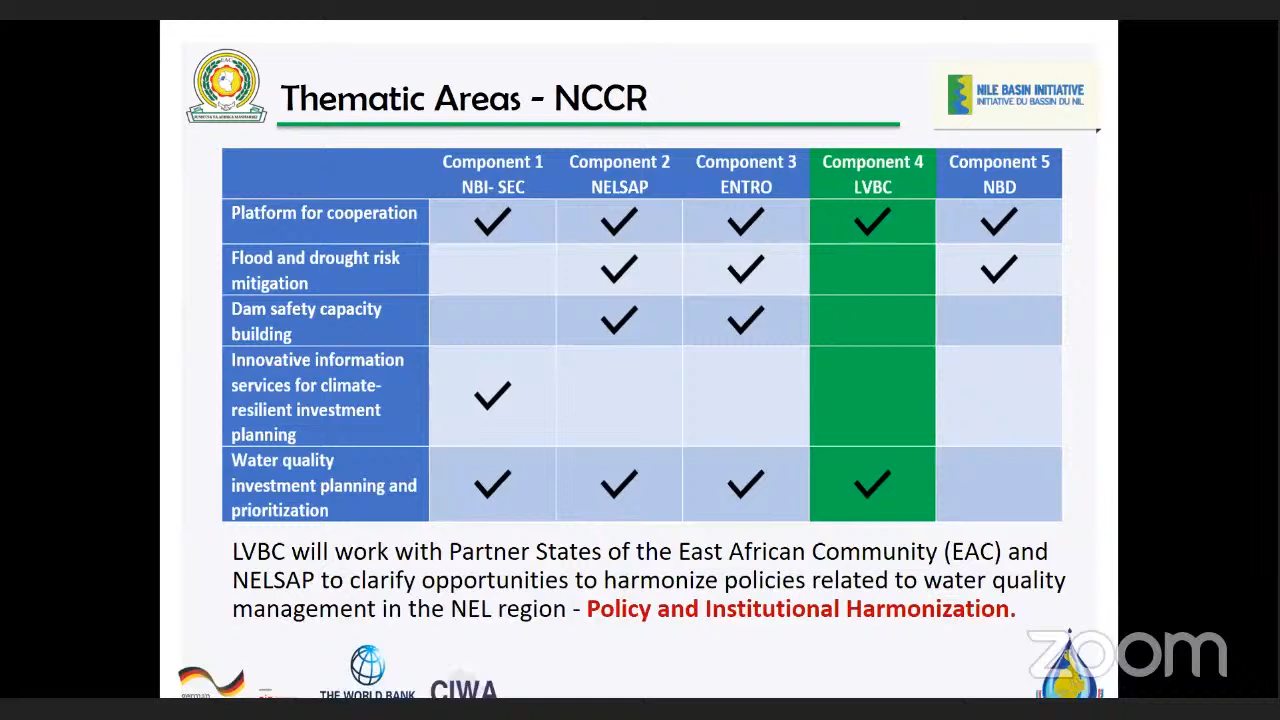 Thematic Areas - NCCR
NILE BASIN INITIATIVE
INITIATIVE DU BASSIN DU NIL
Component 1
NBI- SEC
Component 2
NELSAP
Component 3
ENTRO
Component 4
LVBC
Component 5
NBD
Platform for cooperation
Flood and drought risk
mitigation
Dam safety capacity
building
Innovative information
services for climate-
resilient investment
planning
Water quality
investment planning and
prioritization
LVBC will work with Partner States of the East African Community (EAC) and
NELSAP to clarify opportunities to harmonize policies related to water quality
management in the NEL region - Policy and Institutional Harmonization.
zoom
german
THE WORLD BANK
CIWA